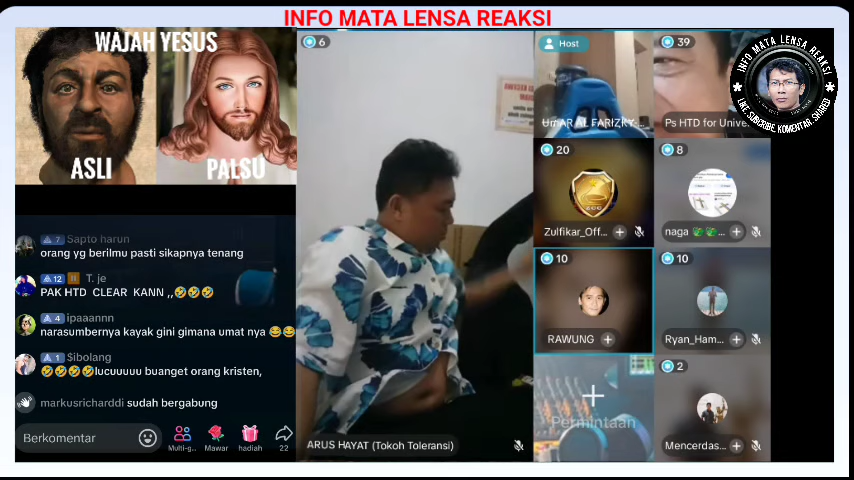 INFO MATA LENSA REAKSI
WAJAH YESUS
ASLI
PALSU
7 Sapto harun
orang yg berilmu pasti sikapnya tenang
12 T. je
PAK HTD CLEAR KANN ,,🤣🤣🤣
4 ipaaannn
narasumbernya kayak gini gimana umat nya 😂😂
1 $ibolang
🤣🤣🤣🤣lucuuuuu buanget orang kristen,
markusricharddi sudah bergabung
Berkomentar
Multi-g..
Mawar
hadiah
22
6
ARUS HAYAT (Tokoh Toleransi)
Host
UmAR AL FARIZKY...
39
Ps HTD for Unive..
20
Zulfikar_Off...
8
naga 🐲🐲...
10
RAWUNG
10
Ryan_Ham...
Permintaan
2
Mencerdas...
INFO MATA LENSA REAKSI
LIKE, SUBCRIBE, KOMENTAR, SHARED